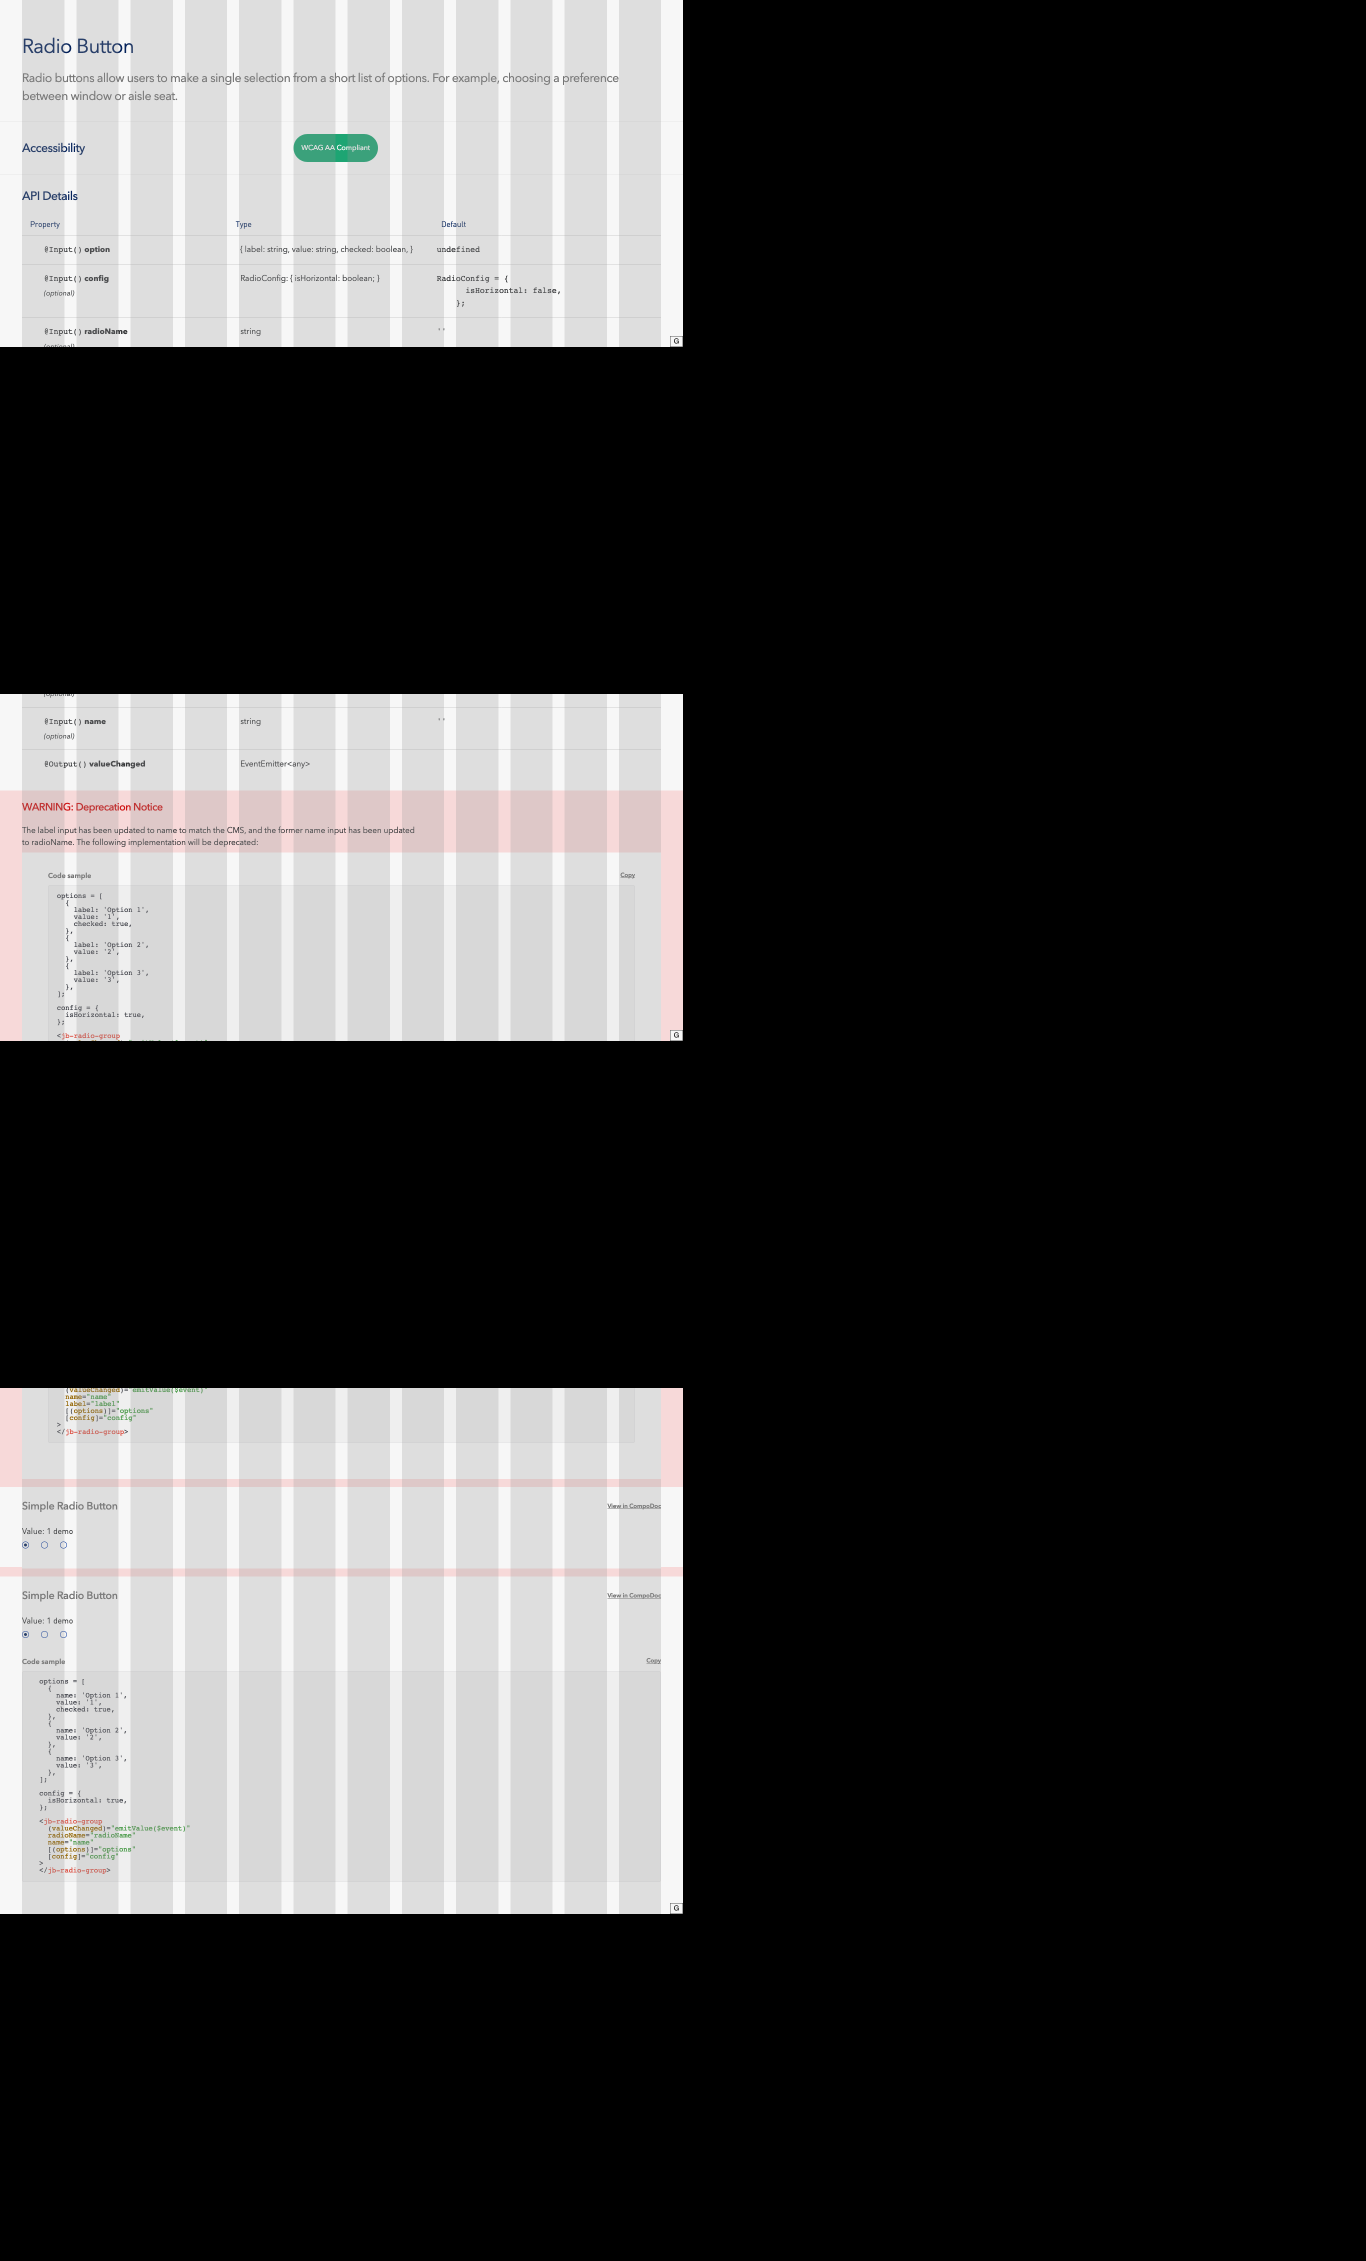 Radio Button
Radio buttons allow users to make a single selection from a short list of options. For example, choosing a preference
between window or aisle seat.
Accessibility
WCAG AA Compliant
API Details
Property Type Default
@Input() option { label: string, value: string, checked: boolean, } undefined
@Input() config RadioConfig: { isHorizontal: boolean; } RadioConfig = {
(optional) isHorizontal: false,
};
@Input() radioName string ''
(optional)
G
(optional)
@Input() name string ''
(optional)
@Output() valueChanged EventEmitter<any>
WARNING: Deprecation Notice
The label input has been updated to name to match the CMS, and the former name input has been updated
to radioName. The following implementation will be deprecated:
Code sample Copy
options = [
{
label: 'Option 1',
value: '1',
checked: true,
},
{
label: 'Option 2',
value: '2',
},
{
label: 'Option 3',
value: '3',
},
];
config = {
isHorizontal: true,
};
<jb-radio-group
G
(valueChanged)="emitValue($event)"
name="name"
label="label"
[(options)]="options"
[config]="config"
>
</jb-radio-group>
Simple Radio Button View in CompoDoc
Value: 1 demo
Simple Radio Button View in CompoDoc
Value: 1 demo
Code sample Copy
options = [
{
name: 'Option 1',
value: '1',
checked: true,
},
{
name: 'Option 2',
value: '2',
},
{
name: 'Option 3',
value: '3',
},
];
config = {
isHorizontal: true,
};
<jb-radio-group
(valueChanged)="emitValue($event)"
radioName="radioName"
name="name"
[(options)]="options"
[config]="config"
>
</jb-radio-group>
G